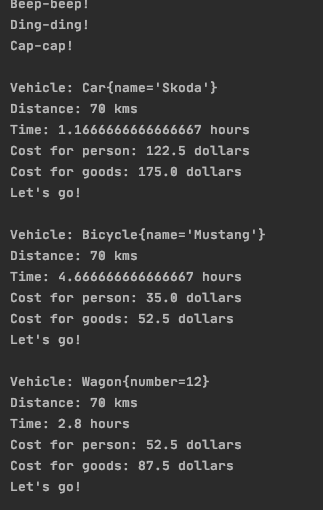 Beep-beep!
Ding-ding!
Cap-cap!
Vehicle: Car{name='Skoda'}
Distance: 70 kms
Time: 1.1666666666666667 hours
Cost for person: 122.5 dollars
Cost for goods: 175.0 dollars
Let's go!
Vehicle: Bicycle{name='Mustang'}
Distance: 70 kms
Time: 4.666666666666667 hours
Cost for person: 35.0 dollars
Cost for goods: 52.5 dollars
Let's go!
Vehicle: Wagon{number=12}
Distance: 70 kms
Time: 2.8 hours
Cost for person: 52.5 dollars
Cost for goods: 87.5 dollars
Let's go!